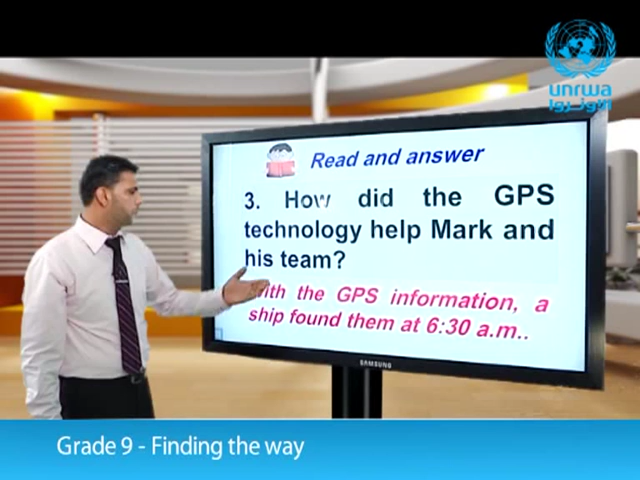 unrwa
الأونروا
Read and answer
3. How did the GPS
technology help Mark and
his team?
With the GPS information, a
ship found them at 6:30 a.m..
SAMSUNG
Grade 9 - Finding the way